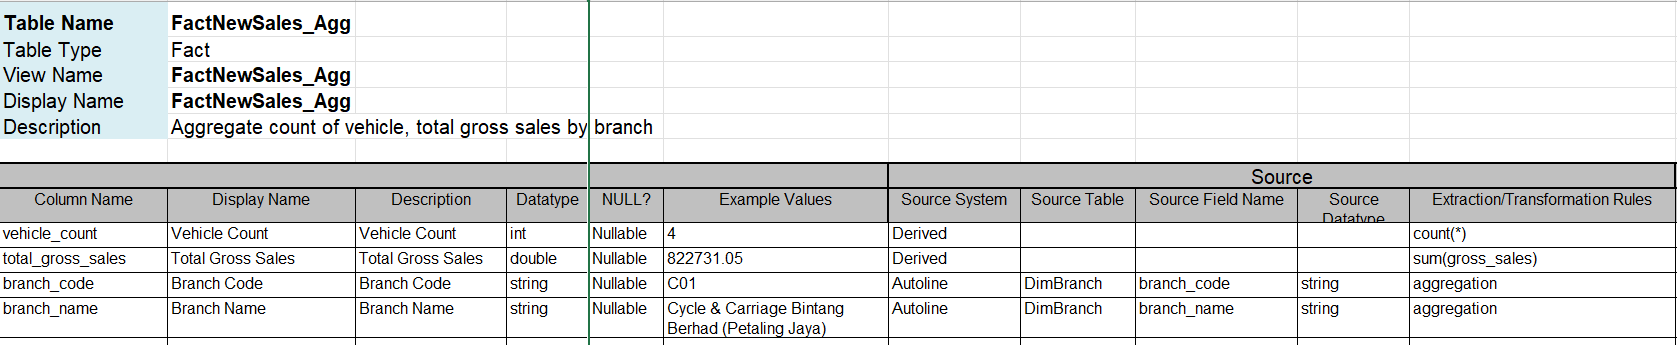 Table Name FactNewSales_Agg
Table Type Fact
View Name FactNewSales_Agg
Display Name FactNewSales_Agg
Description Aggregate count of vehicle, total gross sales by branch
Source
Column Name Display Name Description Datatype NULL? Example Values Source System Source Table Source Field Name Source Datatype Extraction/Transformation Rules
vehicle_count Vehicle Count Vehicle Count int Nullable 4 Derived count(*)
total_gross_sales Total Gross Sales Total Gross Sales double Nullable 822731.05 Derived sum(gross_sales)
branch_code Branch Code Branch Code string Nullable C01 Autoline DimBranch branch_code string aggregation
branch_name Branch Name Branch Name string Nullable Cycle & Carriage Bintang Autoline DimBranch branch_name string aggregation
Berhad (Petaling Jaya)